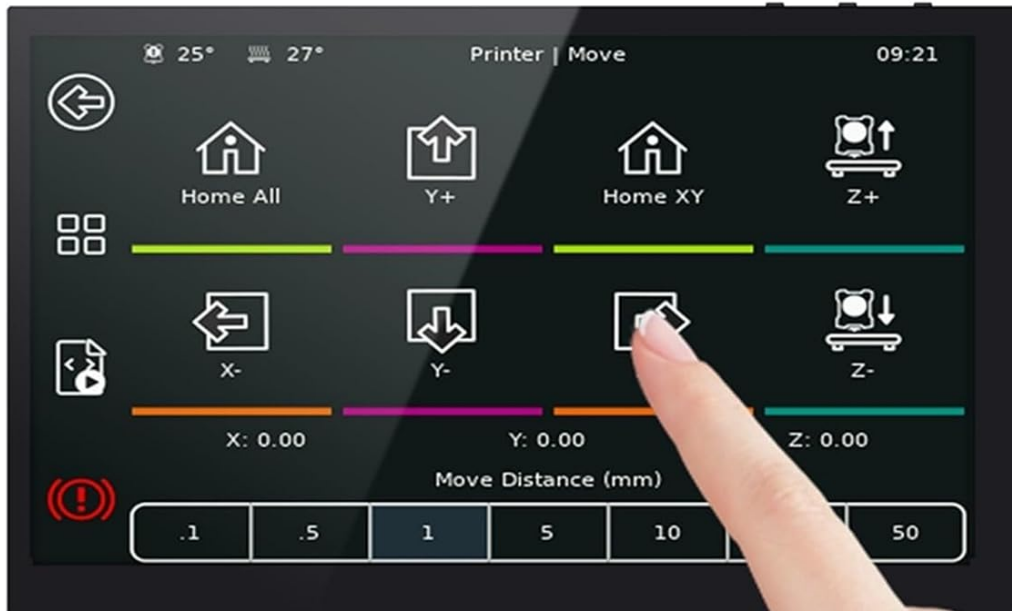 25° 27° Printer | Move 09:21
Home All Y+ Home XY Z+
X- Y- Z-
X: 0.00 Y: 0.00 Z: 0.00
Move Distance (mm)
.1 .5 1 5 10 50